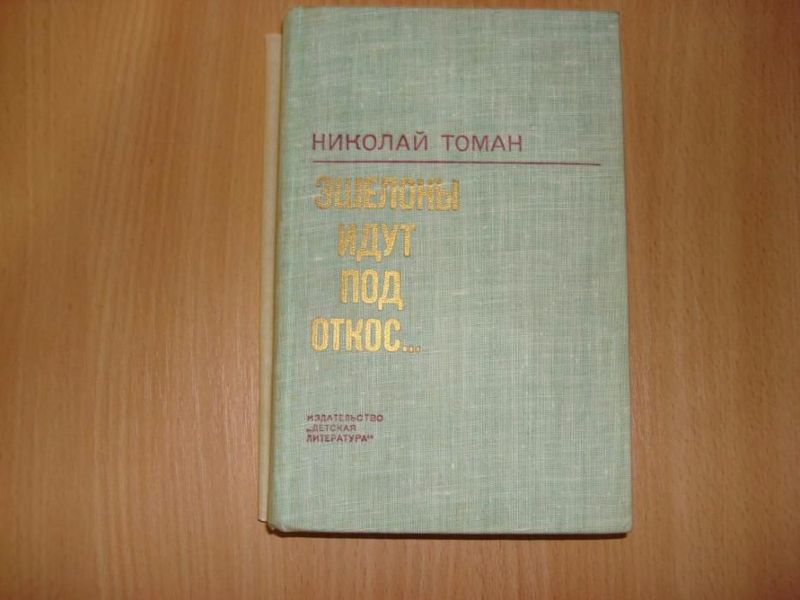 НИКОЛАЙ ТОМАН
ЭШЕЛОНЫ
ИДУТ
ПОД
ОТКОС...
ИЗДАТЕЛЬСТВО
„ДЕТСКАЯ
ЛИТЕРАТУРА"